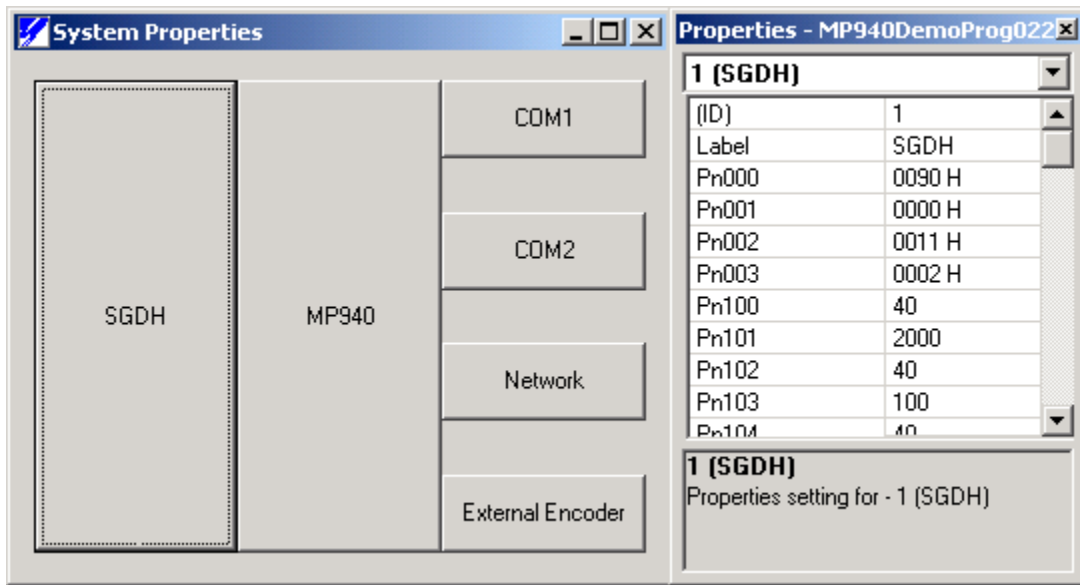 System Properties
SGDH
MP940
COM1
COM2
Network
External Encoder
Properties - MP940DemoProg022
1 (SGDH)
(ID) 1
Label SGDH
Pn000 0090 H
Pn001 0000 H
Pn002 0011 H
Pn003 0002 H
Pn100 40
Pn101 2000
Pn102 40
Pn103 100
Pn104 40
1 (SGDH)
Properties setting for - 1 (SGDH)